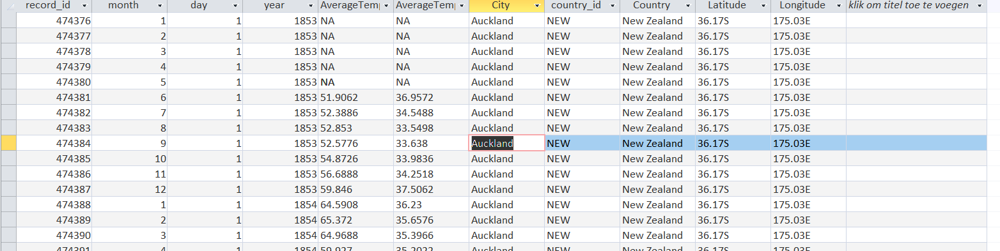 record_id month day year AverageTemp AverageTemp City country_id Country Latitude Longitude klik om titel toe te voegen
474376 1 1 1853 NA NA Auckland NEW New Zealand 36.17S 175.03E
474377 2 1 1853 NA NA Auckland NEW New Zealand 36.17S 175.03E
474378 3 1 1853 NA NA Auckland NEW New Zealand 36.17S 175.03E
474379 4 1 1853 NA NA Auckland NEW New Zealand 36.17S 175.03E
474380 5 1 1853 NA NA Auckland NEW New Zealand 36.17S 175.03E
474381 6 1 1853 51.9062 36.9572 Auckland NEW New Zealand 36.17S 175.03E
474382 7 1 1853 52.3886 34.5488 Auckland NEW New Zealand 36.17S 175.03E
474383 8 1 1853 52.853 33.5498 Auckland NEW New Zealand 36.17S 175.03E
474384 9 1 1853 52.5776 33.638 Auckland NEW New Zealand 36.17S 175.03E
474385 10 1 1853 54.8726 33.9836 Auckland NEW New Zealand 36.17S 175.03E
474386 11 1 1853 56.6888 34.2518 Auckland NEW New Zealand 36.17S 175.03E
474387 12 1 1853 59.846 37.5062 Auckland NEW New Zealand 36.17S 175.03E
474388 1 1 1854 64.5908 36.23 Auckland NEW New Zealand 36.17S 175.03E
474389 2 1 1854 65.372 35.6576 Auckland NEW New Zealand 36.17S 175.03E
474390 3 1 1854 64.9688 35.3966 Auckland NEW New Zealand 36.17S 175.03E
474391 4 1 1854 59.927 35.2022 Auckland NEW New Zealand 36.17S 175.03E